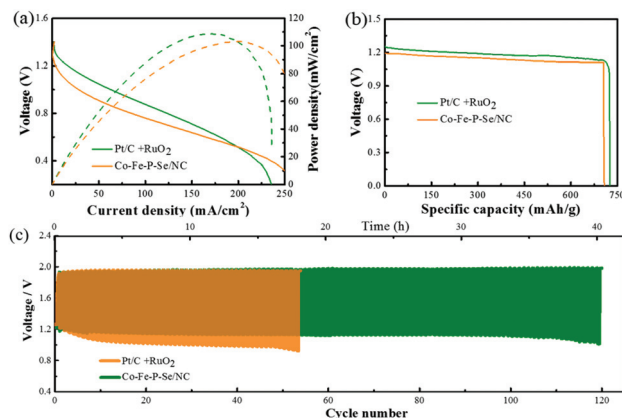 (a)
1.6
1.2
0.8
0.4
Voltage (V)
120
100
80
60
40
20
0
Power density(mW/cm²)
Pt/C +RuO₂
Co-Fe-P-Se/NC
0 50 100 150 200 250
Current density (mA/cm²)
(b)
1.5
1.2
0.9
0.6
0.3
0.0
Voltage (V)
Pt/C +RuO₂
Co-Fe-P-Se/NC
0 150 300 450 600 750
Specific capacity (mAh/g)
Time (h)
0 10 20 30 40
(c)
2.4
2.0
1.6
1.2
0.8
0.4
Voltage / V
Pt/C +RuO₂
Co-Fe-P-Se/NC
0 20 40 60 80 100 120
Cycle number